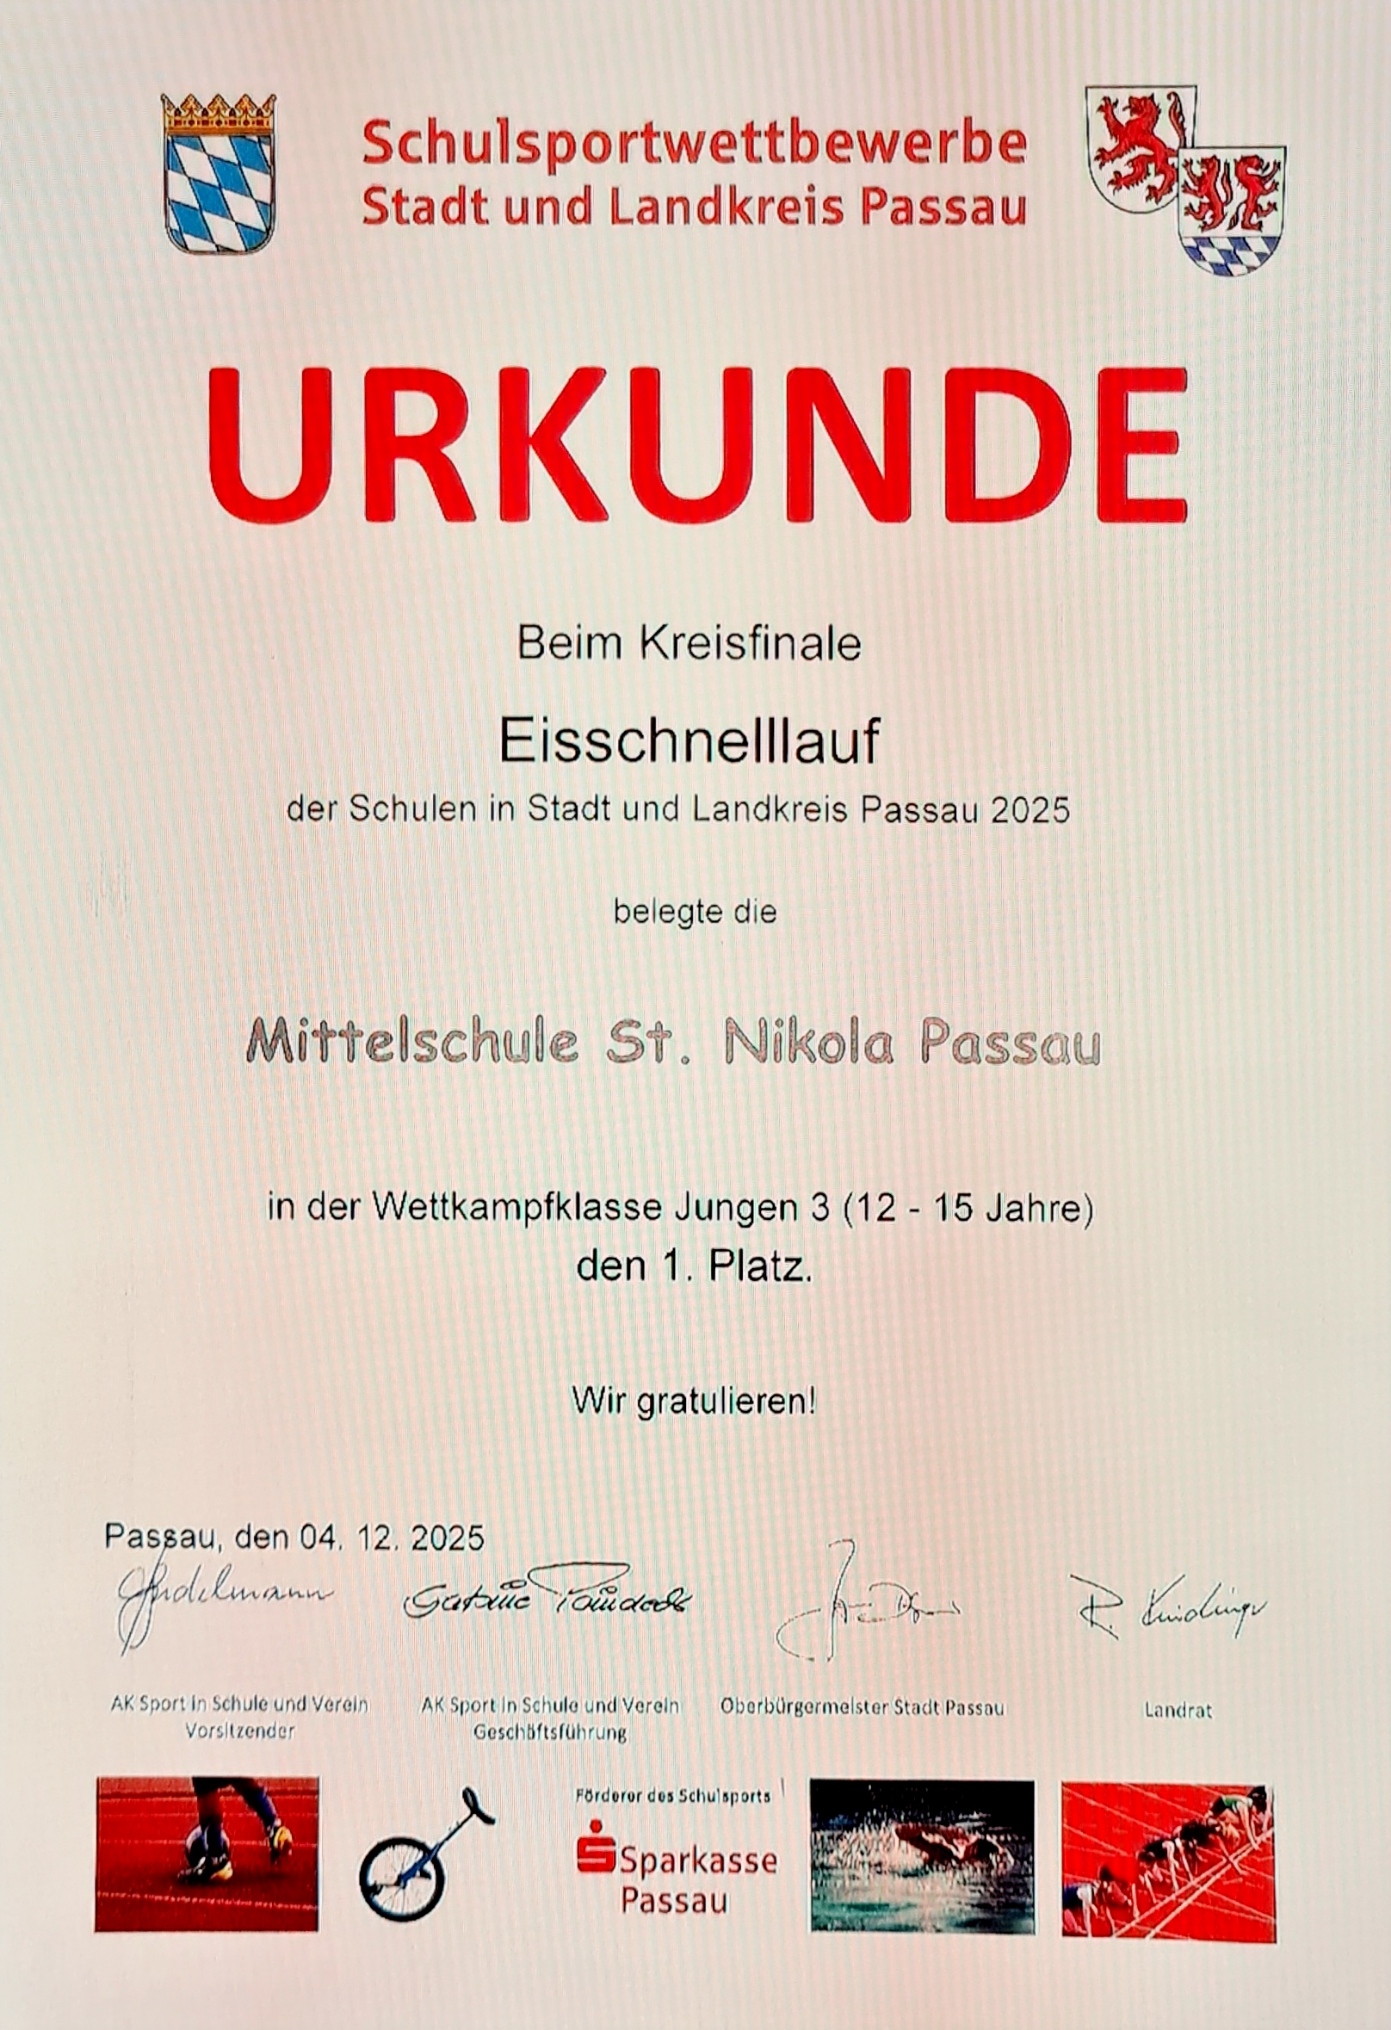 Schulsportwettbewerbe
Stadt und Landkreis Passau
URKUNDE
Beim Kreisfinale
Eisschnelllauf
der Schulen in Stadt und Landkreis Passau 2025
belegte die
Mittelschule St. Nikola Passau
in der Wettkampfklasse Jungen 3 (12 - 15 Jahre)
den 1. Platz.
Wir gratulieren!
Passau, den 04. 12. 2025
AK Sport in Schule und Verein
Vorsitzender
AK Sport in Schule und Verein
Geschäftsführung
Oberbürgermeister Stadt Passau
Landrat
Förderer des Schulsports
Sparkasse
Passau